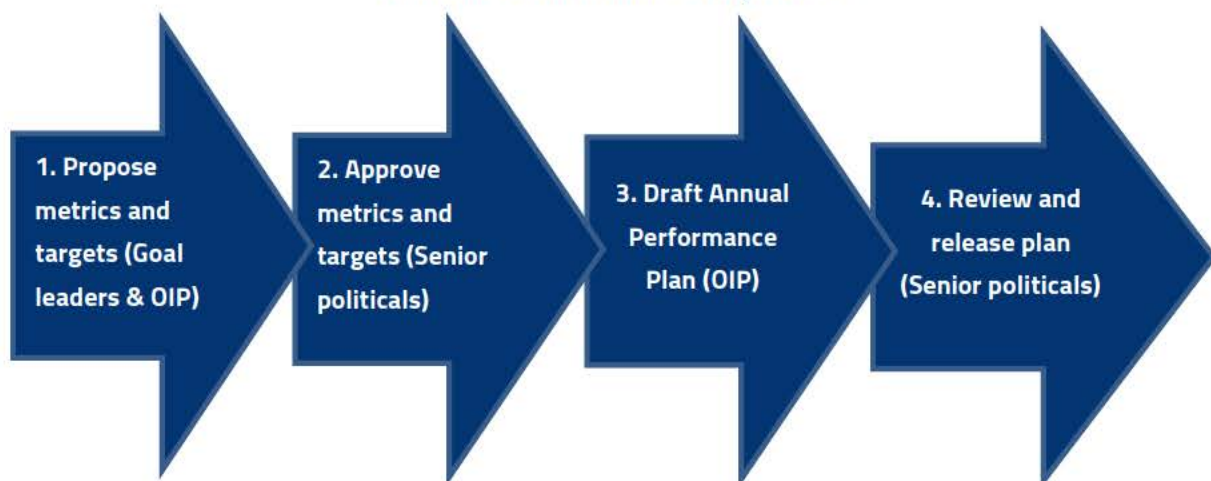 1. Propose
metrics and
targets (Goal
leaders & OIP)
2. Approve
metrics and
targets (Senior
politicals)
3. Draft Annual
Performance
Plan (OIP)
4. Review and
release plan
(Senior politicals)